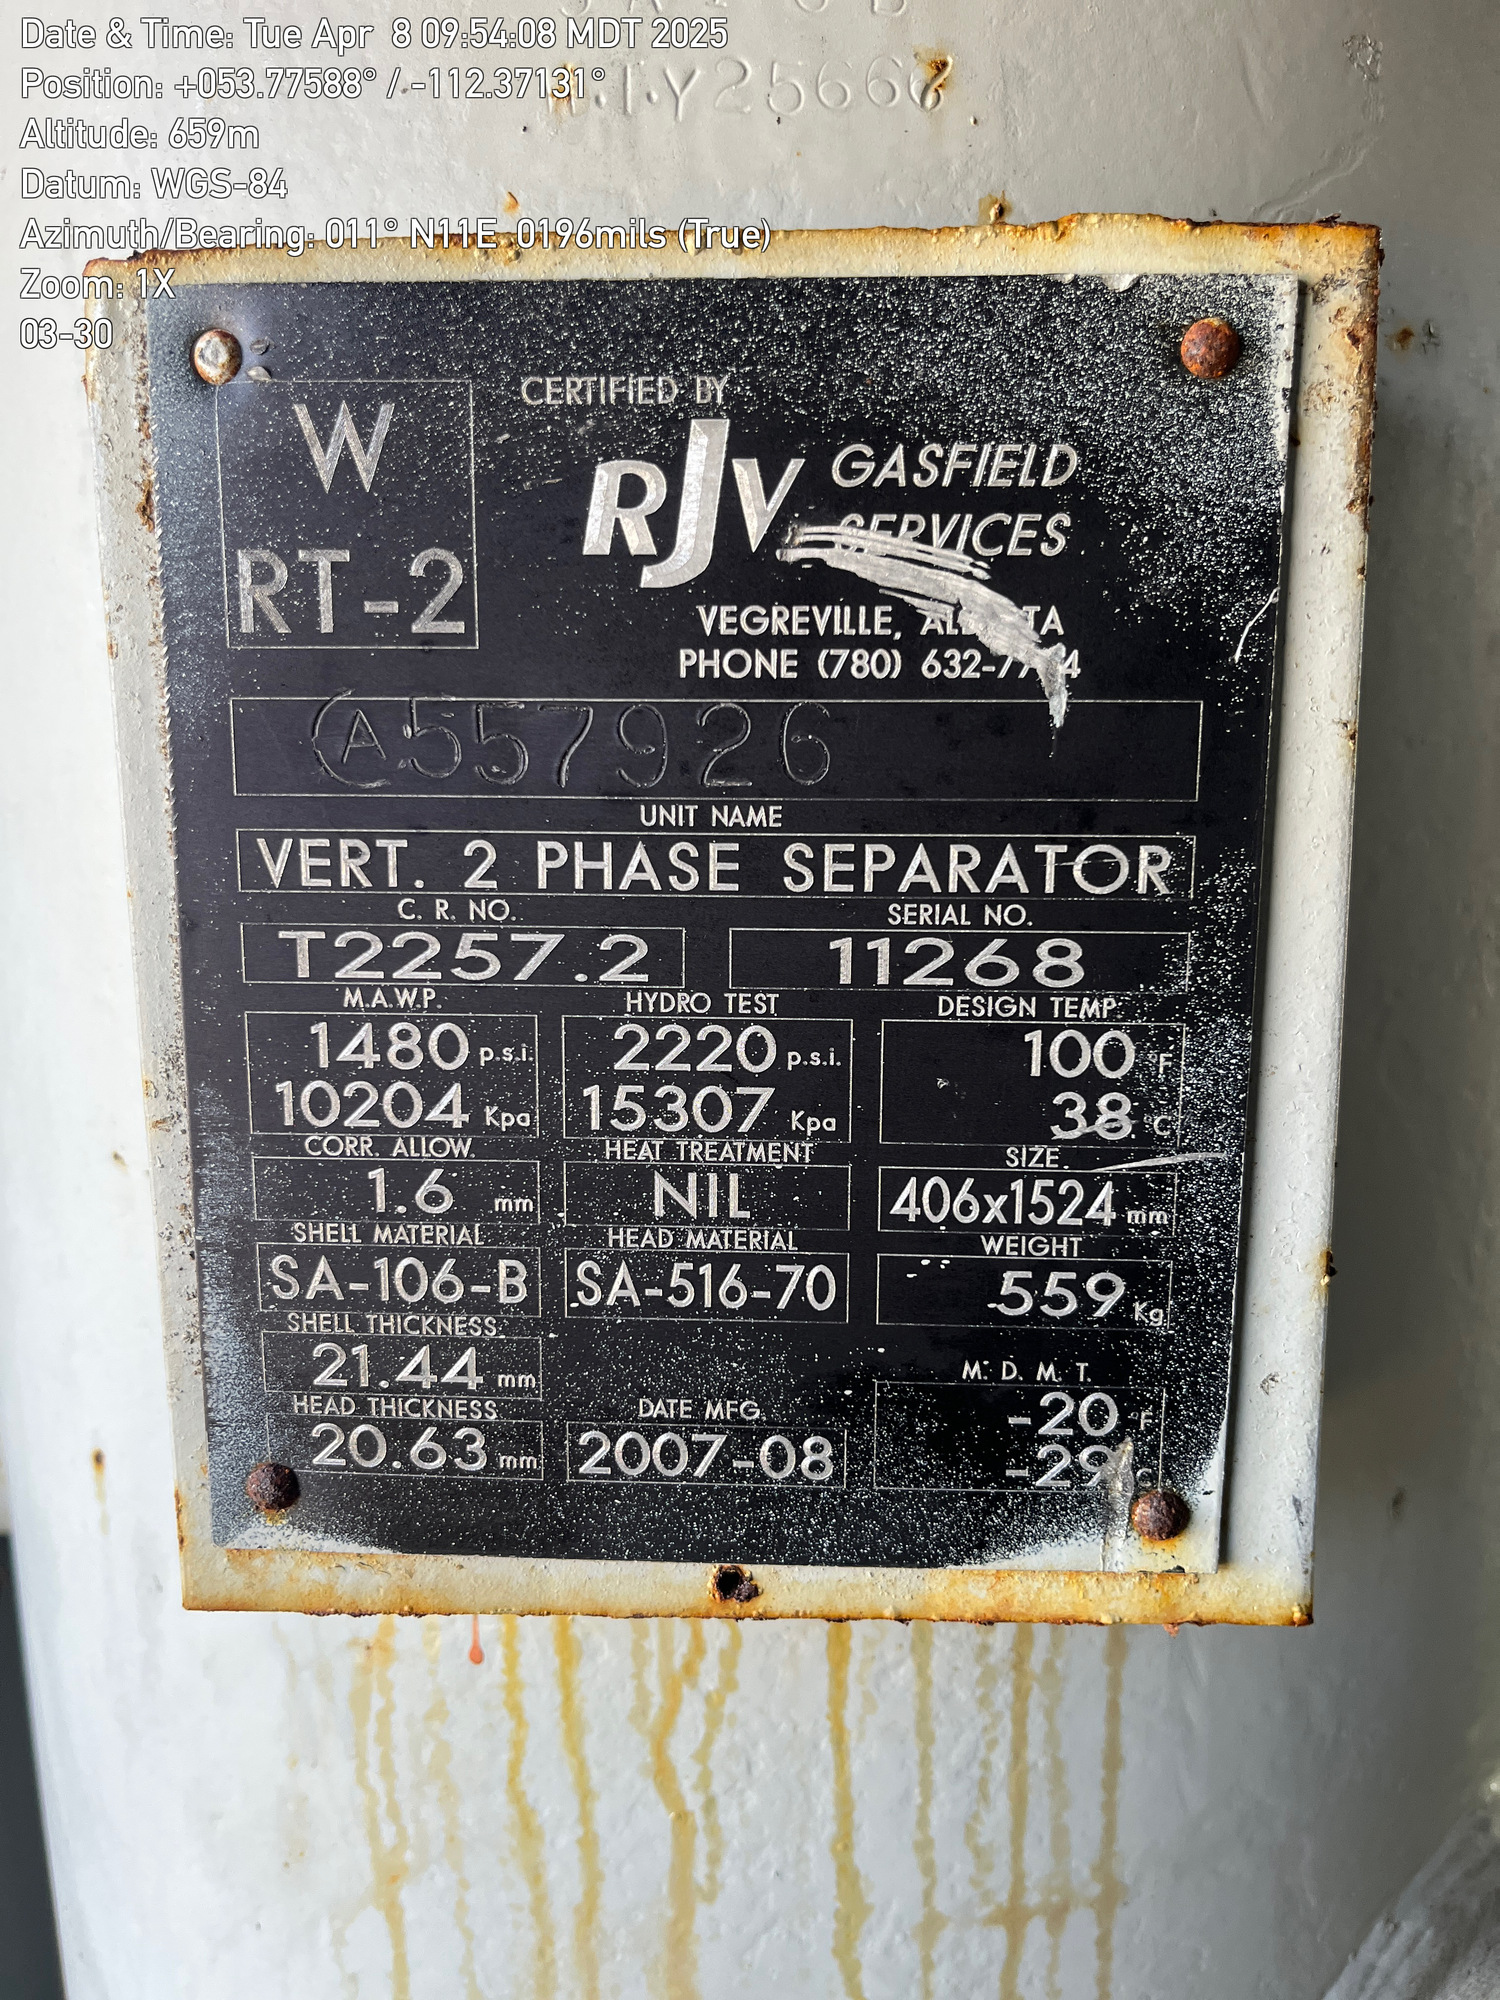 Date & Time: Tue Apr 8 09:54:08 MDT 2025
Position: +053.77588° / -112.37131°
Altitude: 659m
Datum: WGS-84
Azimuth/Bearing: 011° N11E 0196mils (True)
Zoom: 1X
03-30
W
RT-2
CERTIFIED BY
RJV GASFIELD
SERVICES
VEGREVILLE, ALBERTA
PHONE (780)
A557926
UNIT NAME
VERT. 2 PHASE SEPARATOR
C. R. NO. SERIAL NO.
T2257.2 11268
M.A.W.P. HYDRO TEST DESIGN TEMP
1480 p.s.i. 2220 p.s.i. 100 °F
10204 Kpa 15307 Kpa 38 °C
CORR. ALLOW. HEAT TREATMENT SIZE
1.6 mm NIL 406x1524 mm
SHELL MATERIAL HEAD MATERIAL WEIGHT
SA-106-B SA-516-70 559 Kg
SHELL THICKNESS
21.44 mm M. D. M. T.
HEAD THICKNESS DATE MFG. -20 °F
20.63 mm 2007-08 -29 °C